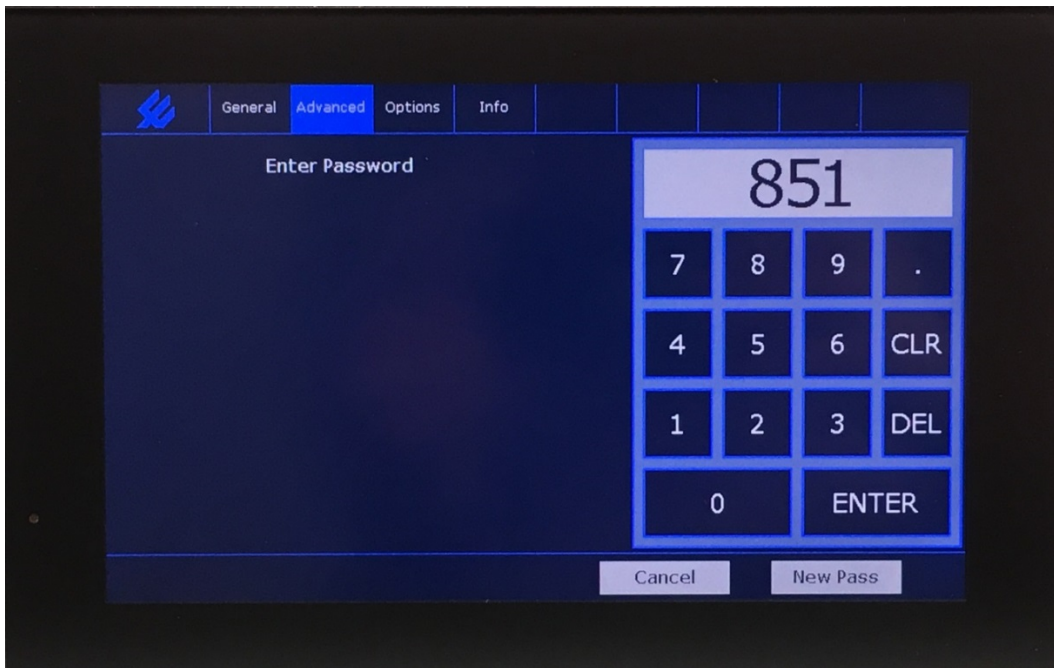 General Advanced Options Info
Enter Password
851
7 8 9 .
4 5 6 CLR
1 2 3 DEL
0 ENTER
Cancel New Pass